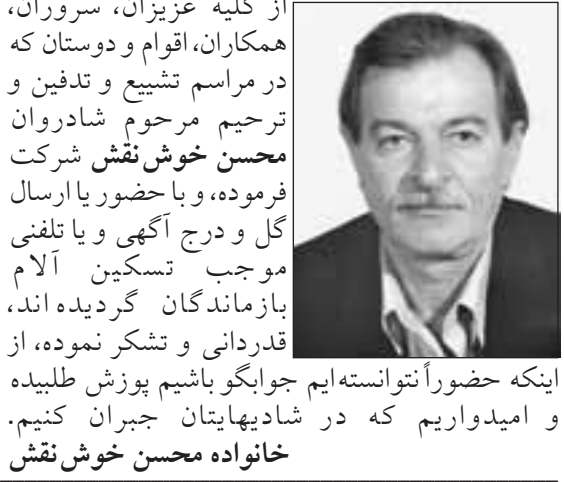 از کلیه عزیزان، سروران،
همکاران، اقوام و دوستان که
در مراسم تشییع و تدفین و
ترحیم مرحوم شادروان
محسن خوش‌نقش شرکت
فرموده، و با حضور یا ارسال
گل و درج آگهی و یا تلفنی
موجب تسکین آلام
بازماندگان گردیده‌اند،
قدردانی و تشکر نموده، از
اینکه حضوراً نتوانسته‌ایم جوابگو باشیم پوزش طلبیده
و امیدواریم که در شادیهایتان جبران کنیم.
خانواده محسن خوش‌نقش